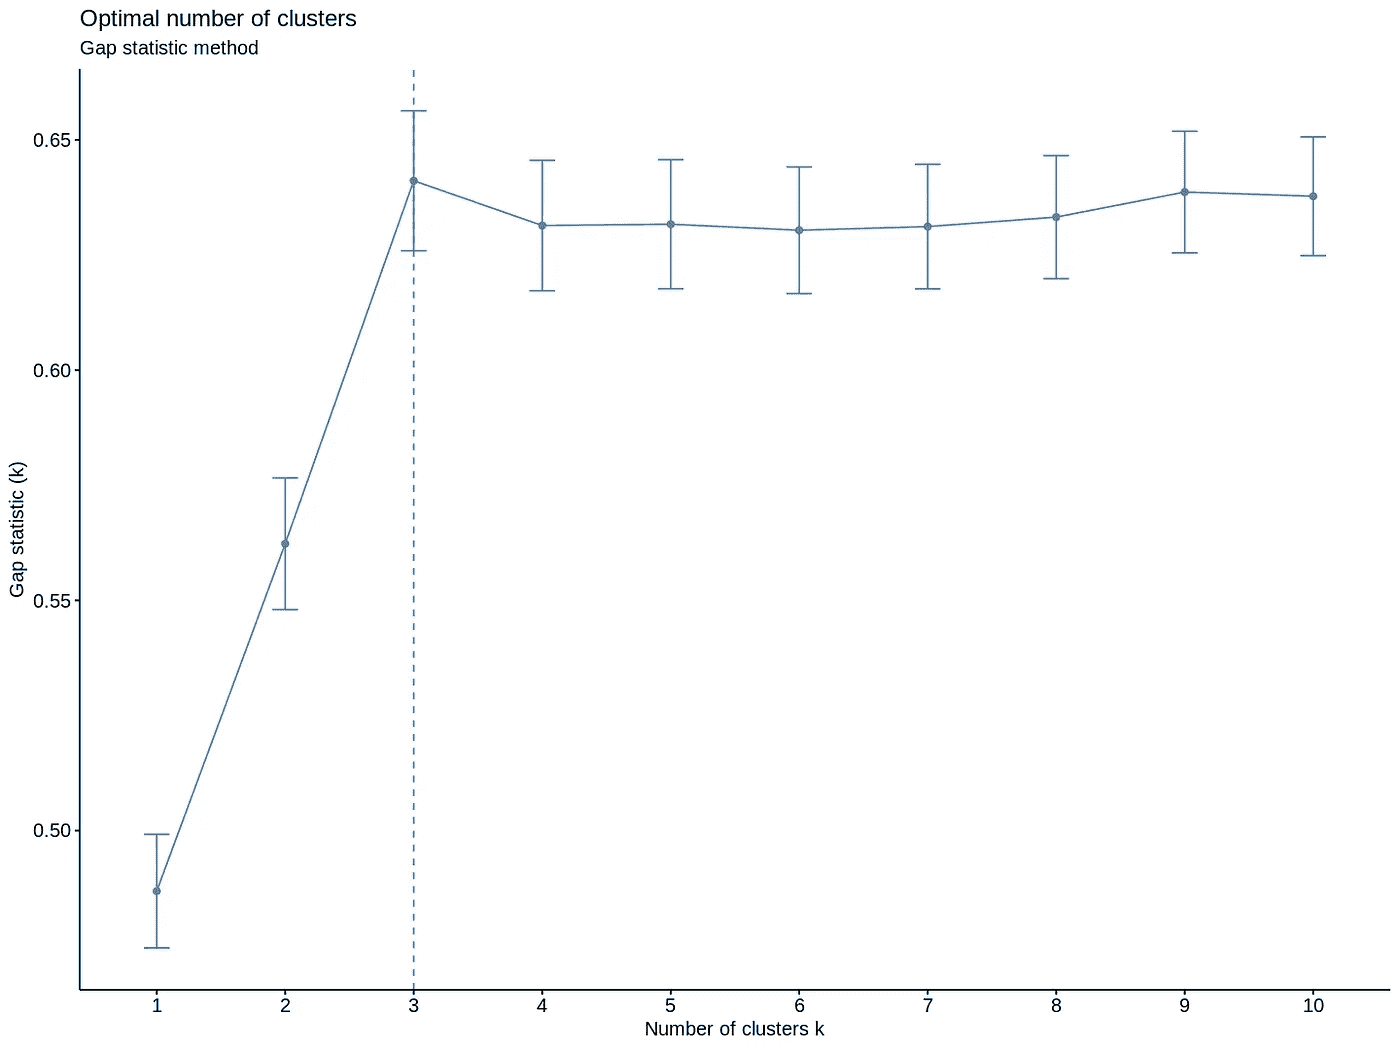 Optimal number of clusters
Gap statistic method
Gap statistic (k)
0.65
0.60
0.55
0.50
1 2 3 4 5 6 7 8 9 10
Number of clusters k